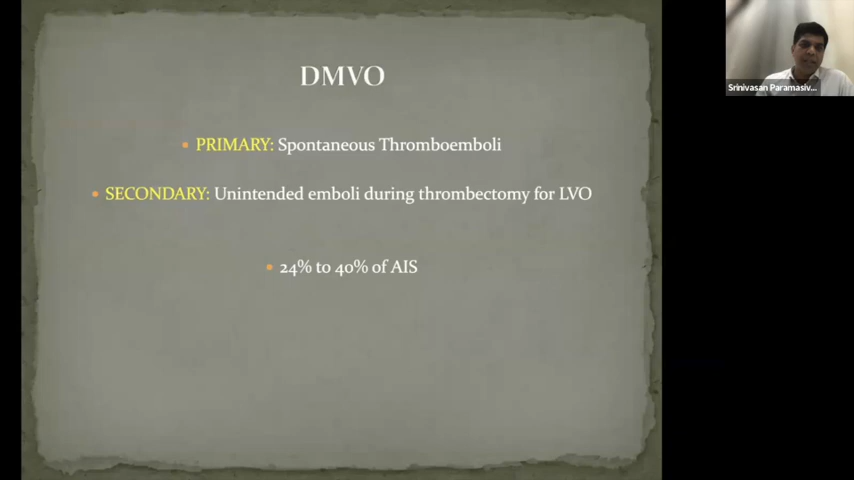 DMVO
PRIMARY: Spontaneous Thromboemboli
SECONDARY: Unintended emboli during thrombectomy for LVO
24% to 40% of AIS
Srinivasan Paramasiv...